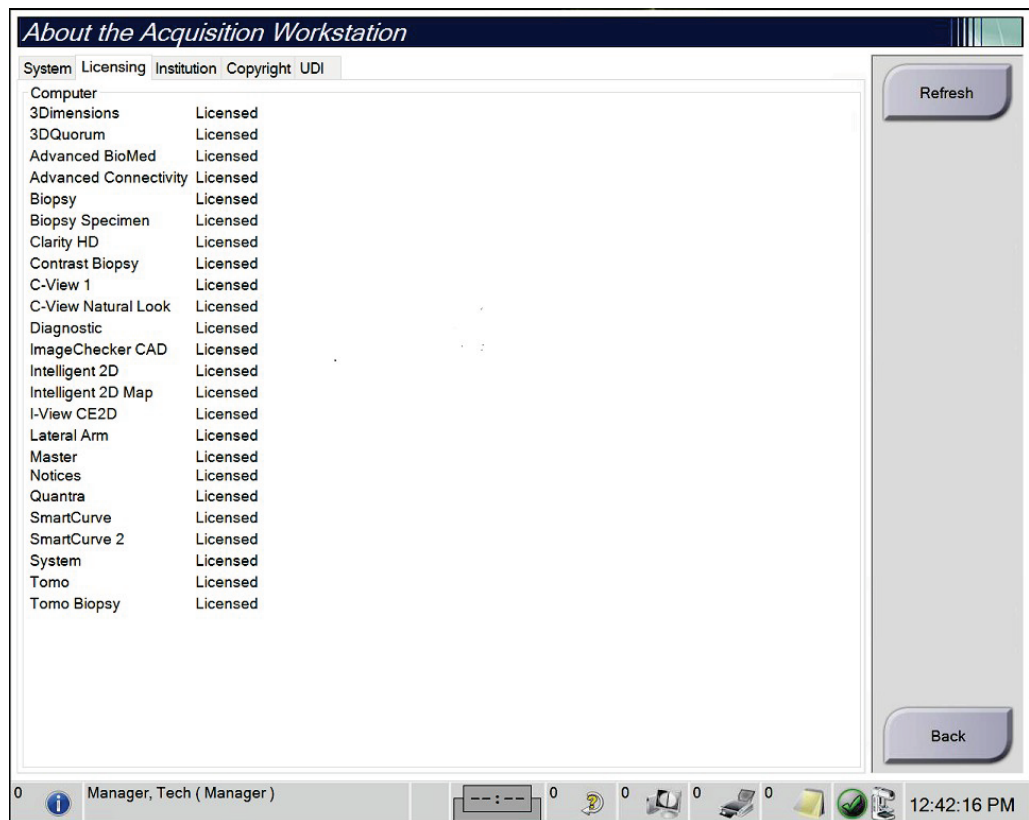 About the Acquisition Workstation
System Licensing Institution Copyright UDI
Computer
3Dimensions Licensed
3DQuorum Licensed
Advanced BioMed Licensed
Advanced Connectivity Licensed
Biopsy Licensed
Biopsy Specimen Licensed
Clarity HD Licensed
Contrast Biopsy Licensed
C-View 1 Licensed
C-View Natural Look Licensed
Diagnostic Licensed
ImageChecker CAD Licensed
Intelligent 2D Licensed
Intelligent 2D Map Licensed
I-View CE2D Licensed
Lateral Arm Licensed
Master Licensed
Notices Licensed
Quantra Licensed
SmartCurve Licensed
SmartCurve 2 Licensed
System Licensed
Tomo Licensed
Tomo Biopsy Licensed
Refresh
Back
0 Manager, Tech ( Manager ) --:-- 0 0 0 0 12:42:16 PM